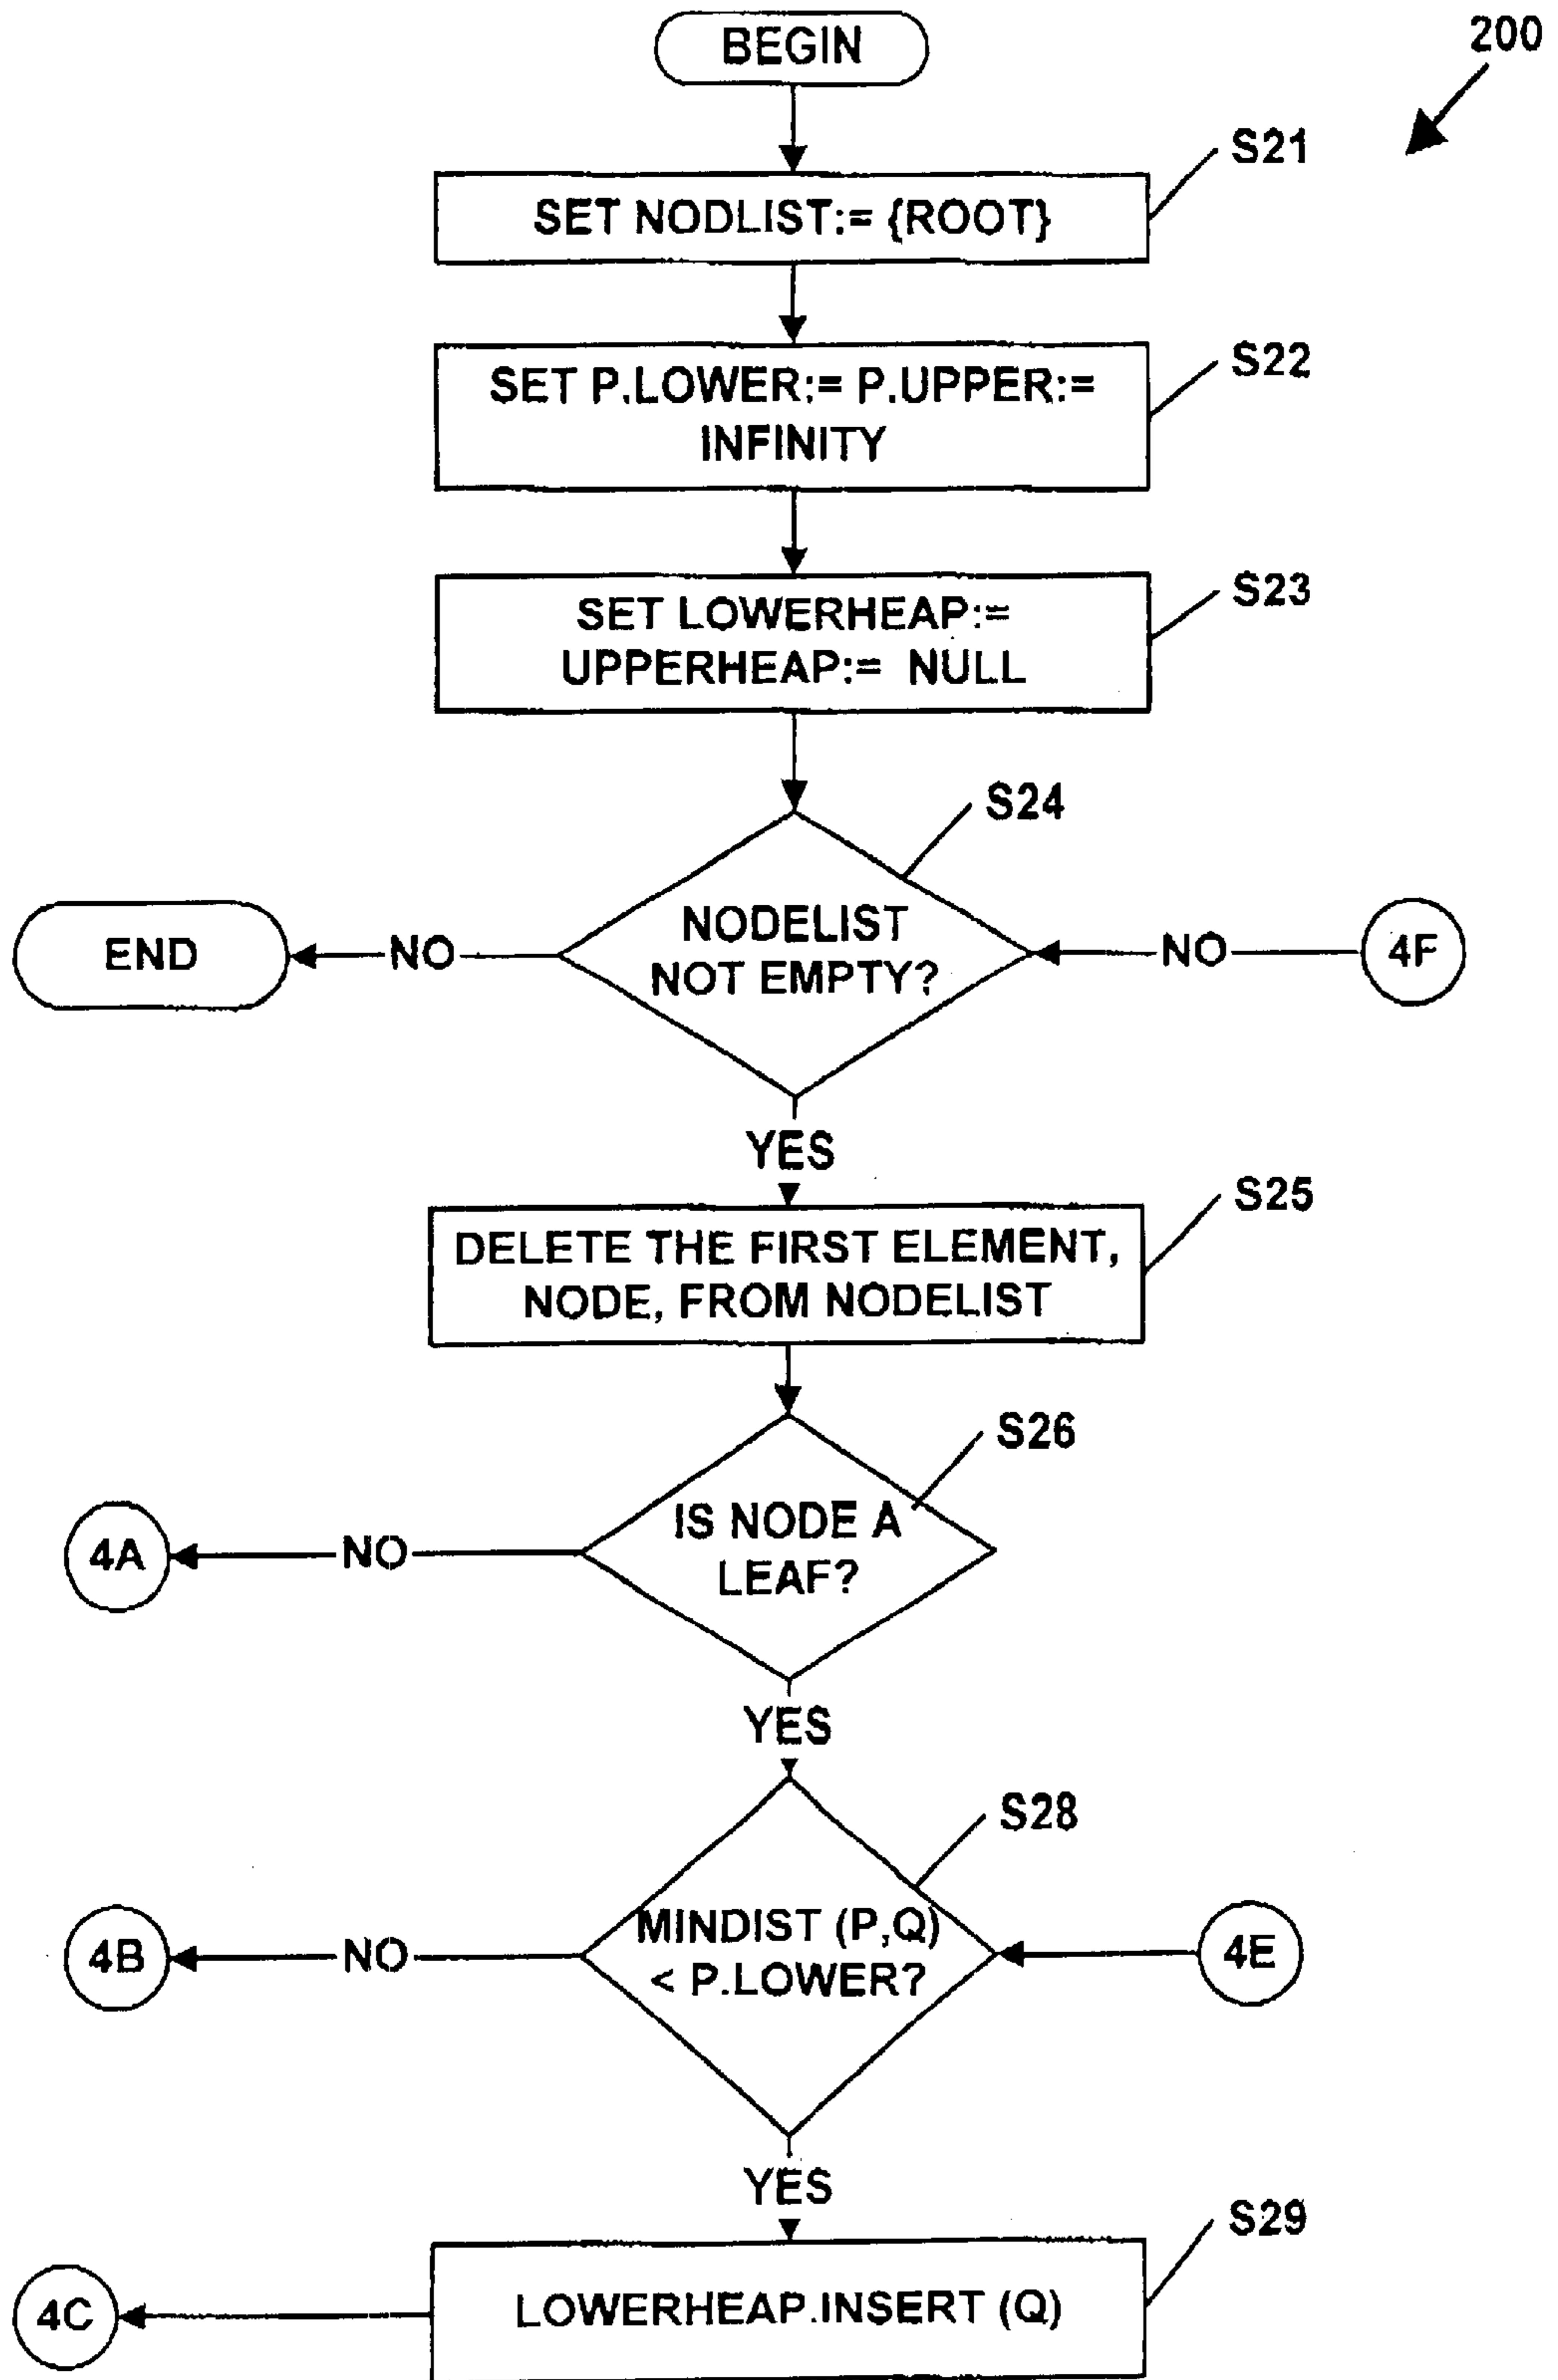 BEGIN
200
S21
SET NODLIST:= {ROOT}
S22
SET P.LOWER:= P.UPPER:=
INFINITY
S23
SET LOWERHEAP:=
UPPERHEAP:= NULL
S24
NODELIST
NOT EMPTY?
NO
END
NO
4F
YES
S25
DELETE THE FIRST ELEMENT,
NODE, FROM NODELIST
S26
IS NODE A
LEAF?
NO
4A
YES
S28
MINDIST (P,Q)
< P.LOWER?
NO
4B
4E
YES
S29
LOWERHEAP.INSERT (Q)
4C